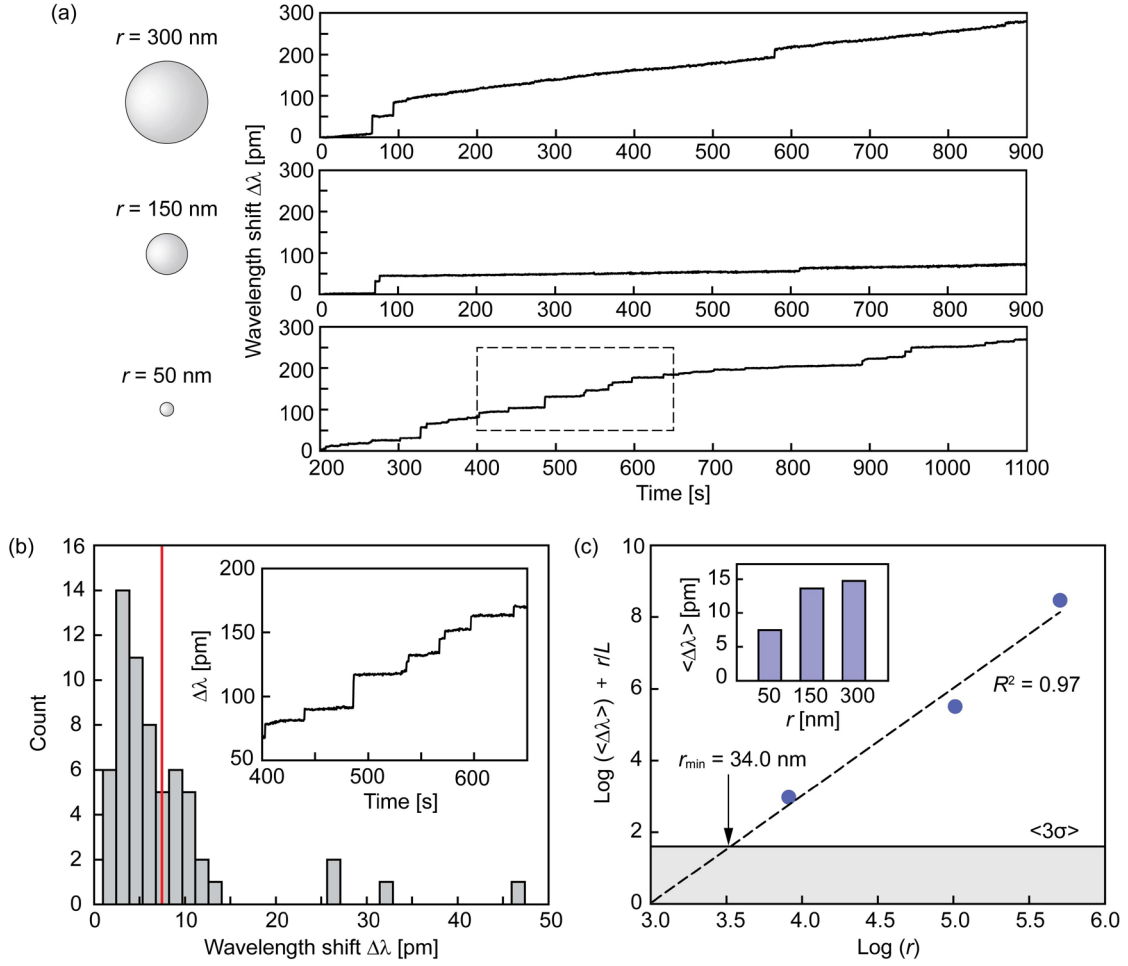 (a)
r = 300 nm
r = 150 nm
r = 50 nm
Wavelength shift Δλ [pm]
300
200
100
0
0 100 200 300 400 500 600 700 800 900
300
200
100
0
0 100 200 300 400 500 600 700 800 900
300
200
100
0
200 300 400 500 600 700 800 900 1000 1100
Time [s]
(b)
Count
16
14
12
10
8
6
4
2
0
0 10 20 30 40 50
Wavelength shift Δλ [pm]
Δλ [pm]
200
150
100
50
400 500 600
Time [s]
(c)
Log (<Δλ>) + r/L
10
8
6
4
2
0
3.0 3.5 4.0 4.5 5.0 5.5 6.0
Log (r)
<Δλ> [pm]
15
10
5
0
50 150 300
r [nm]
R² = 0.97
rmin = 34.0 nm
<3σ>